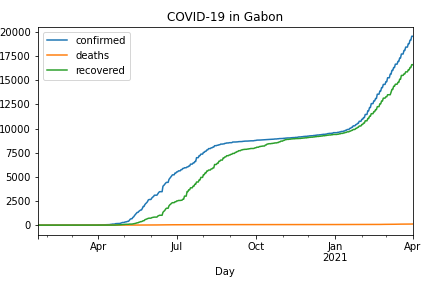 COVID-19 in Gabon
confirmed
deaths
recovered
20000
17500
15000
12500
10000
7500
5000
2500
0
Apr
Jul
Oct
Jan
2021
Apr
Day